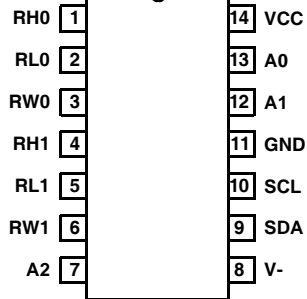 RH0 1 14 VCC
RL0 2 13 A0
RW0 3 12 A1
RH1 4 11 GND
RL1 5 10 SCL
RW1 6 9 SDA
A2 7 8 V-